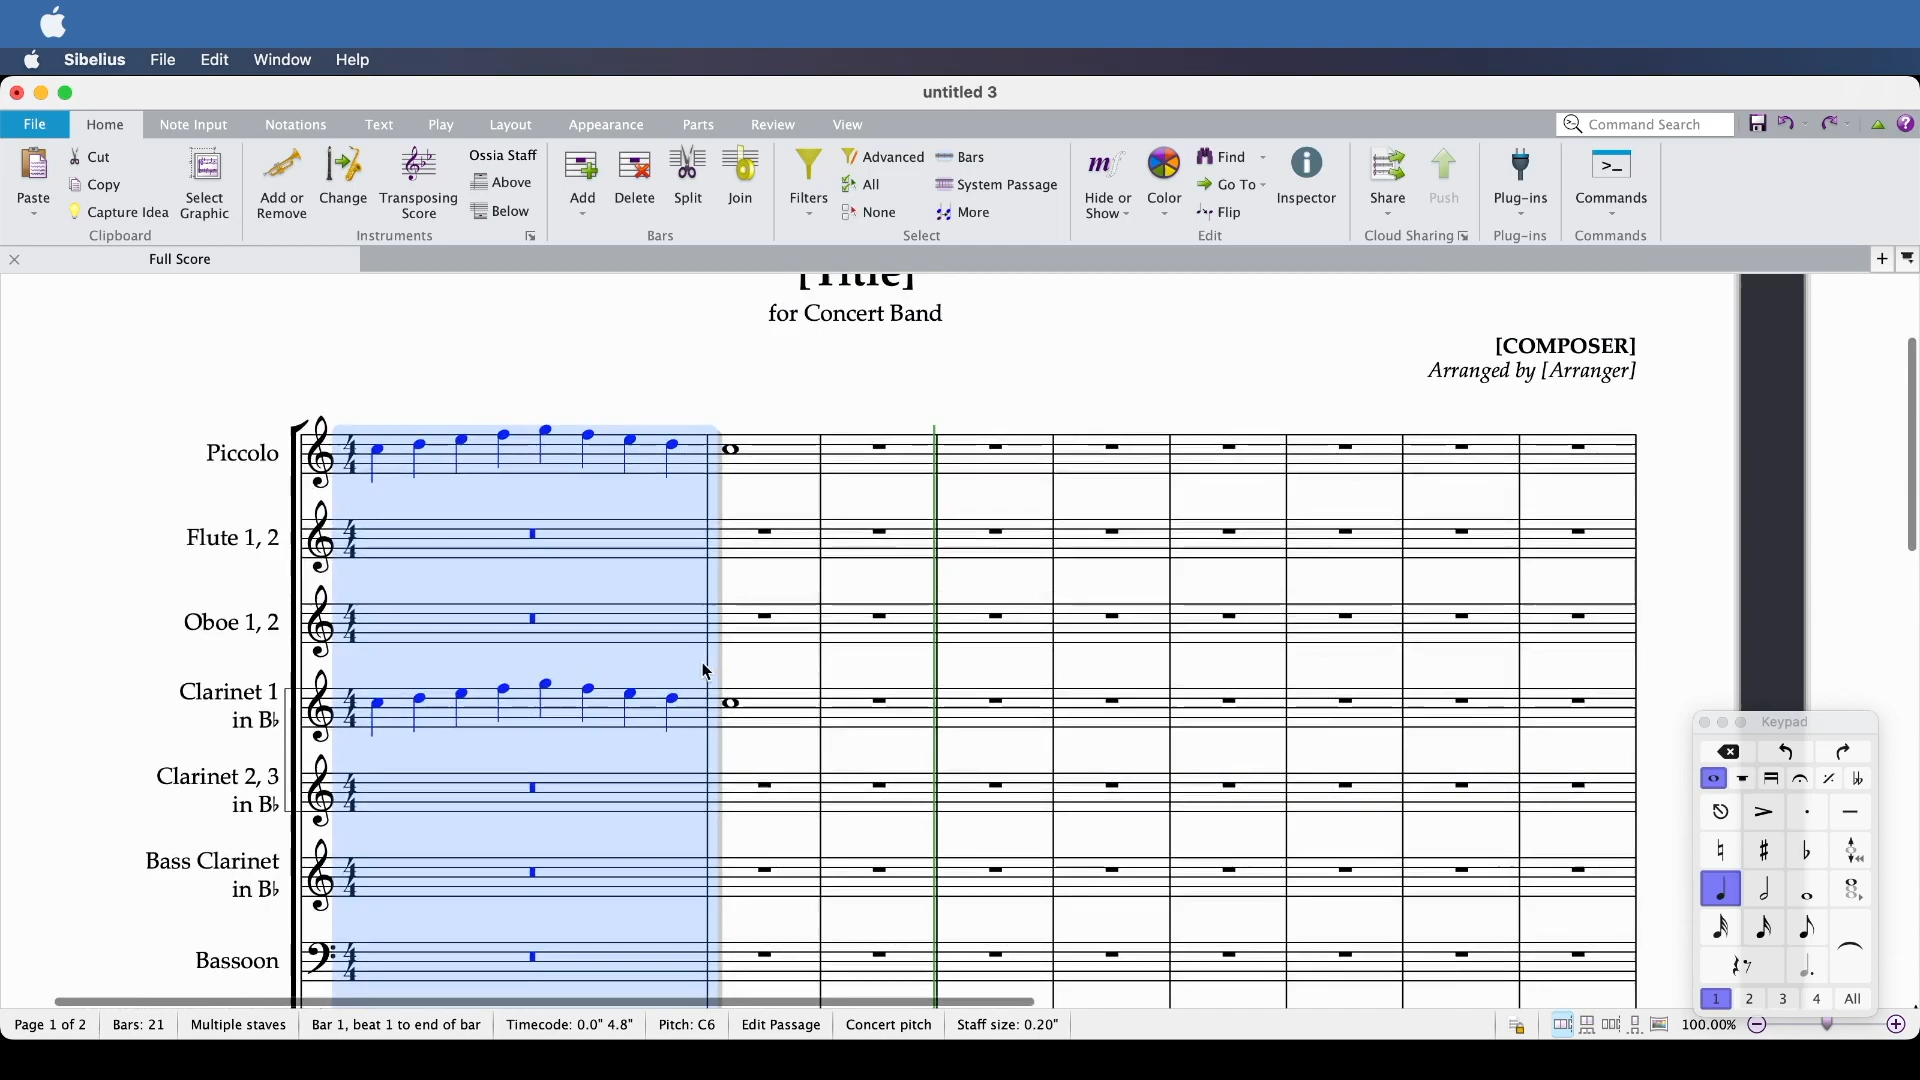 Sibelius File Edit Window Help
untitled 3
File Home Note Input Notations Text Play Layout Appearance Parts Review View Command Search
Paste Cut Copy Capture Idea Select Graphic
Add or Remove Change Transposing Score Ossia Staff Above Below
Add Delete Split Join
Filters Advanced All None Bars System Passage More
Hide or Show Color Find Go To Flip Inspector
Share Push Plug-ins Commands
Clipboard Instruments Bars Select Edit Cloud Sharing Plug-ins Commands
Full Score
[Title]
for Concert Band
[COMPOSER]
Arranged by [Arranger]
Piccolo
Flute 1, 2
Oboe 1, 2
Clarinet 1
in B♭
Clarinet 2, 3
in B♭
Bass Clarinet
in B♭
Bassoon
Keypad
1 2 3 4 All
Page 1 of 2 Bars: 21 Multiple staves Bar 1, beat 1 to end of bar Timecode: 0.0" 4.8" Pitch: C6 Edit Passage Concert pitch Staff size: 0.20" 100.00%